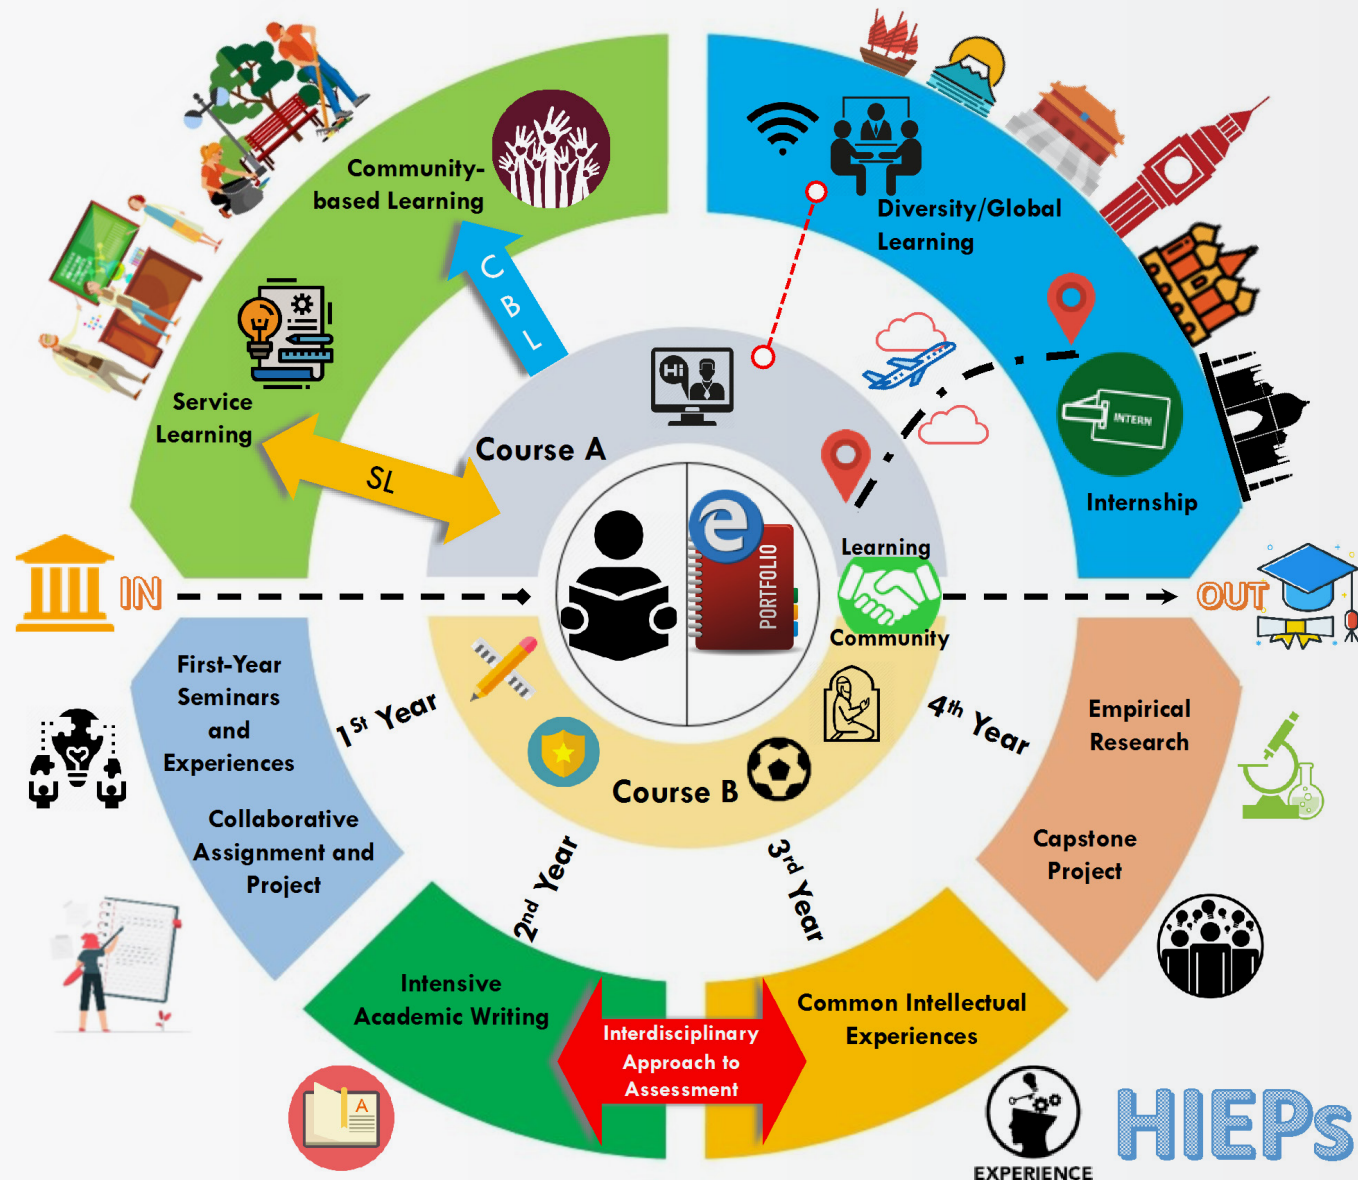 Community-
based Learning
C
B
L
Service
Learning
SL
Diversity/Global
Learning
INTERN
Internship
Hi
Course A
e
PORTFOLIO
Learning
Community
IN
OUT
First-Year
Seminars
and
Experiences
Collaborative
Assignment and
Project
1St Year
2nd Year
3rd Year
4th Year
Course B
Empirical
Research
Capstone
Project
Intensive
Academic Writing
Interdisciplinary
Approach to
Assessment
Common Intellectual
Experiences
A
EXPERIENCE
HIEPs